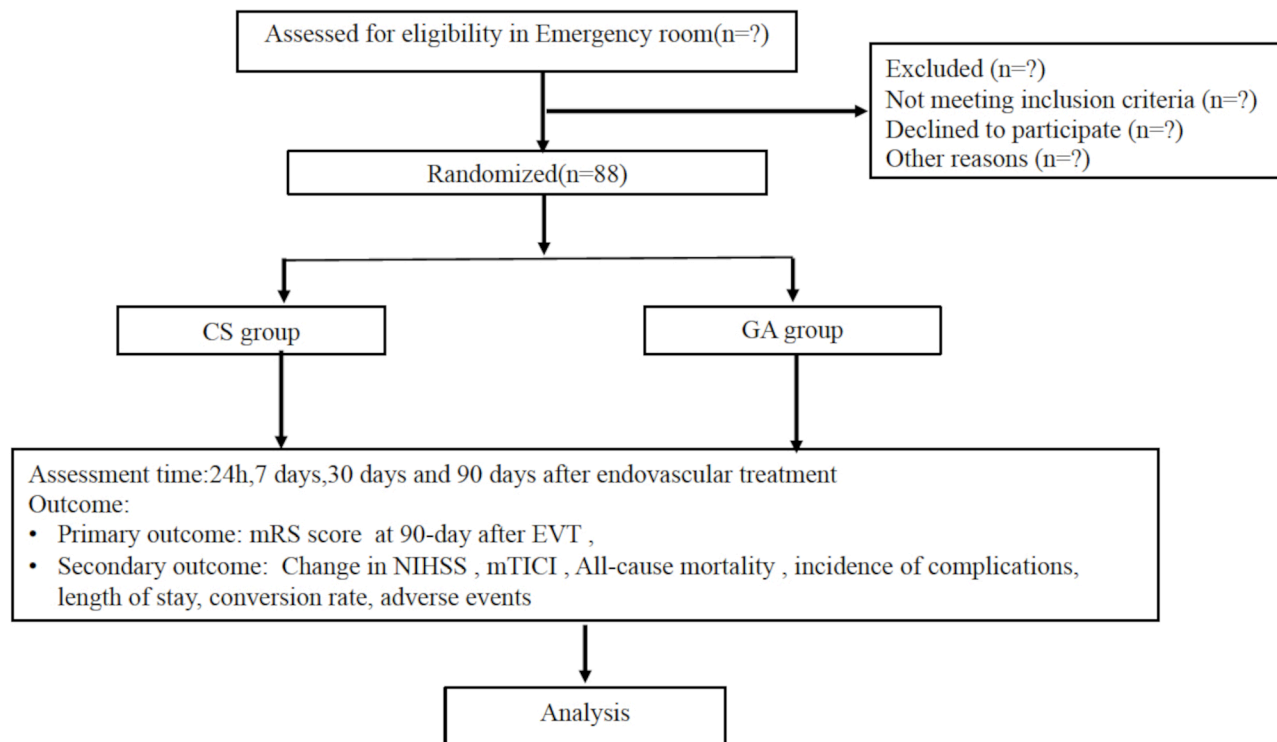 Assessed for eligibility in Emergency room(n=?)
Excluded (n=?)
Not meeting inclusion criteria (n=?)
Declined to participate (n=?)
Other reasons (n=?)
Randomized(n=88)
CS group
GA group
Assessment time:24h,7 days,30 days and 90 days after endovascular treatment
Outcome:
• Primary outcome: mRS score at 90-day after EVT ,
• Secondary outcome: Change in NIHSS , mTICI , All-cause mortality , incidence of complications,
length of stay, conversion rate, adverse events
Analysis